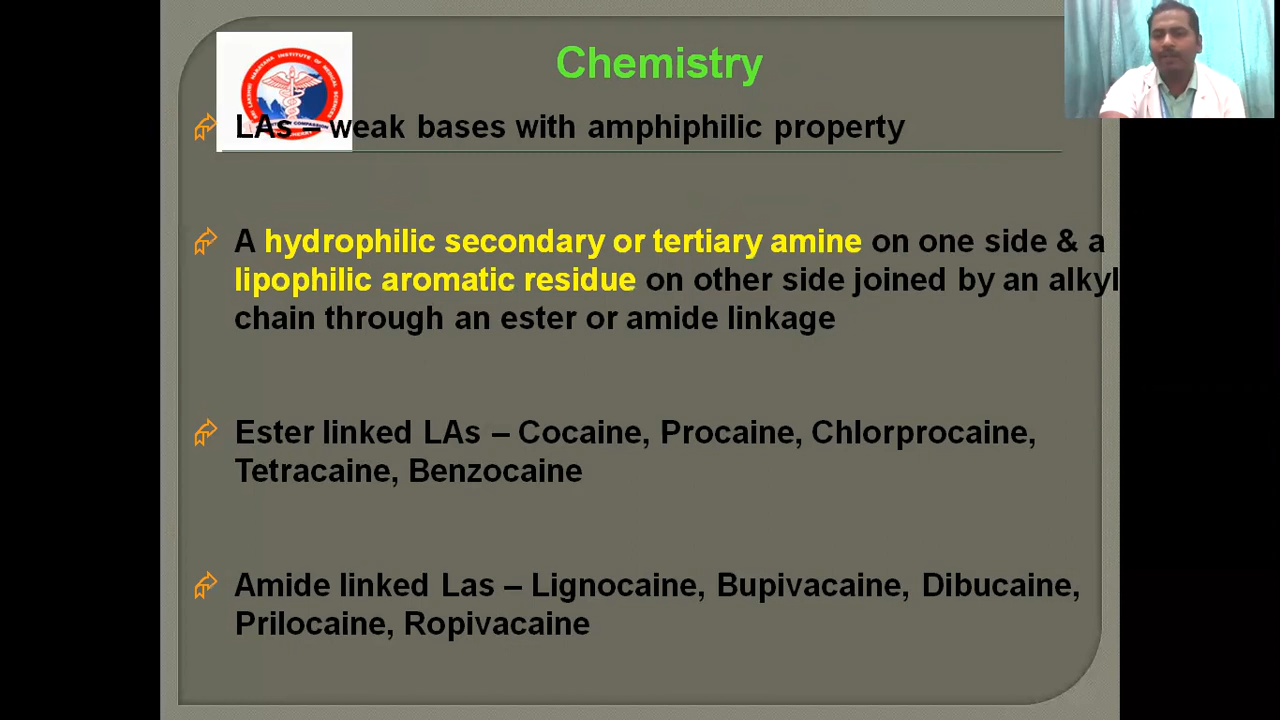 Chemistry
LAs – weak bases with amphiphilic property
A hydrophilic secondary or tertiary amine on one side & a
lipophilic aromatic residue on other side joined by an alkyl
chain through an ester or amide linkage
Ester linked LAs – Cocaine, Procaine, Chlorprocaine,
Tetracaine, Benzocaine
Amide linked Las – Lignocaine, Bupivacaine, Dibucaine,
Prilocaine, Ropivacaine